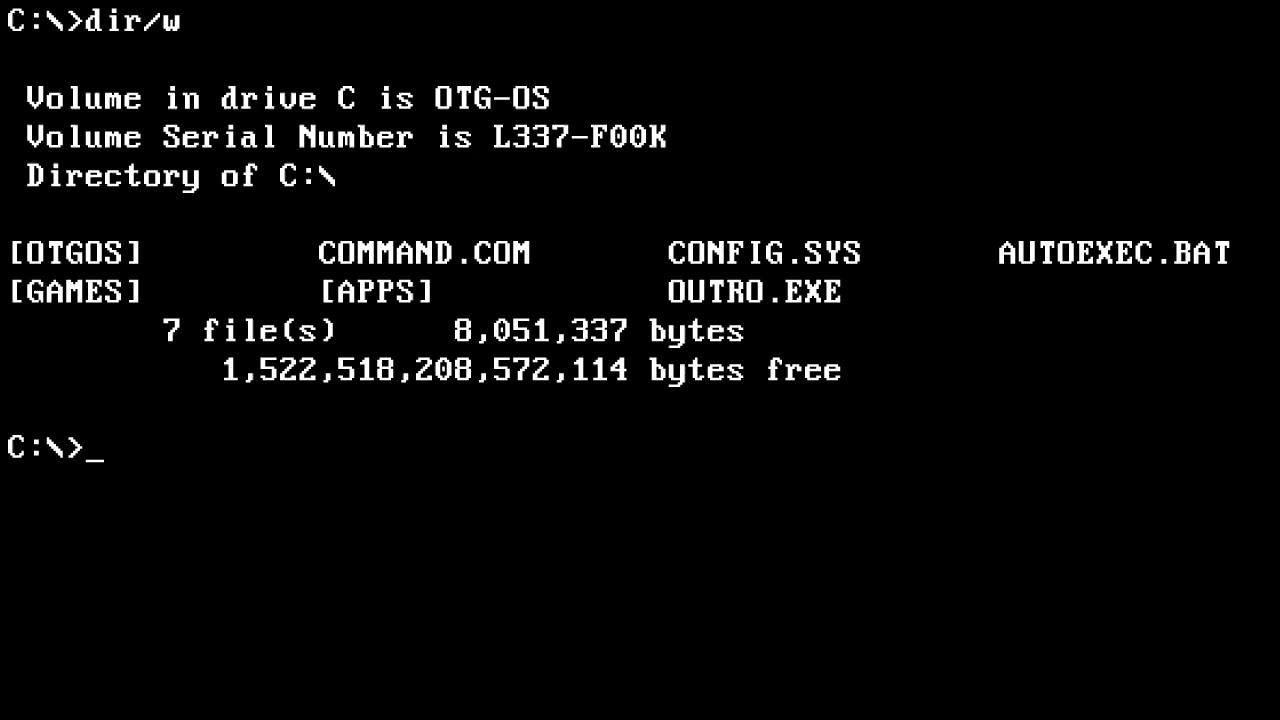 C:\>dir/w
Volume in drive C is OTG-OS
Volume Serial Number is L337-F00K
Directory of C:\
[OTGOS] COMMAND.COM CONFIG.SYS AUTOEXEC.BAT
[GAMES] [APPS] OUTRO.EXE
7 file(s) 8,051,337 bytes
1,522,518,208,572,114 bytes free
C:\>_